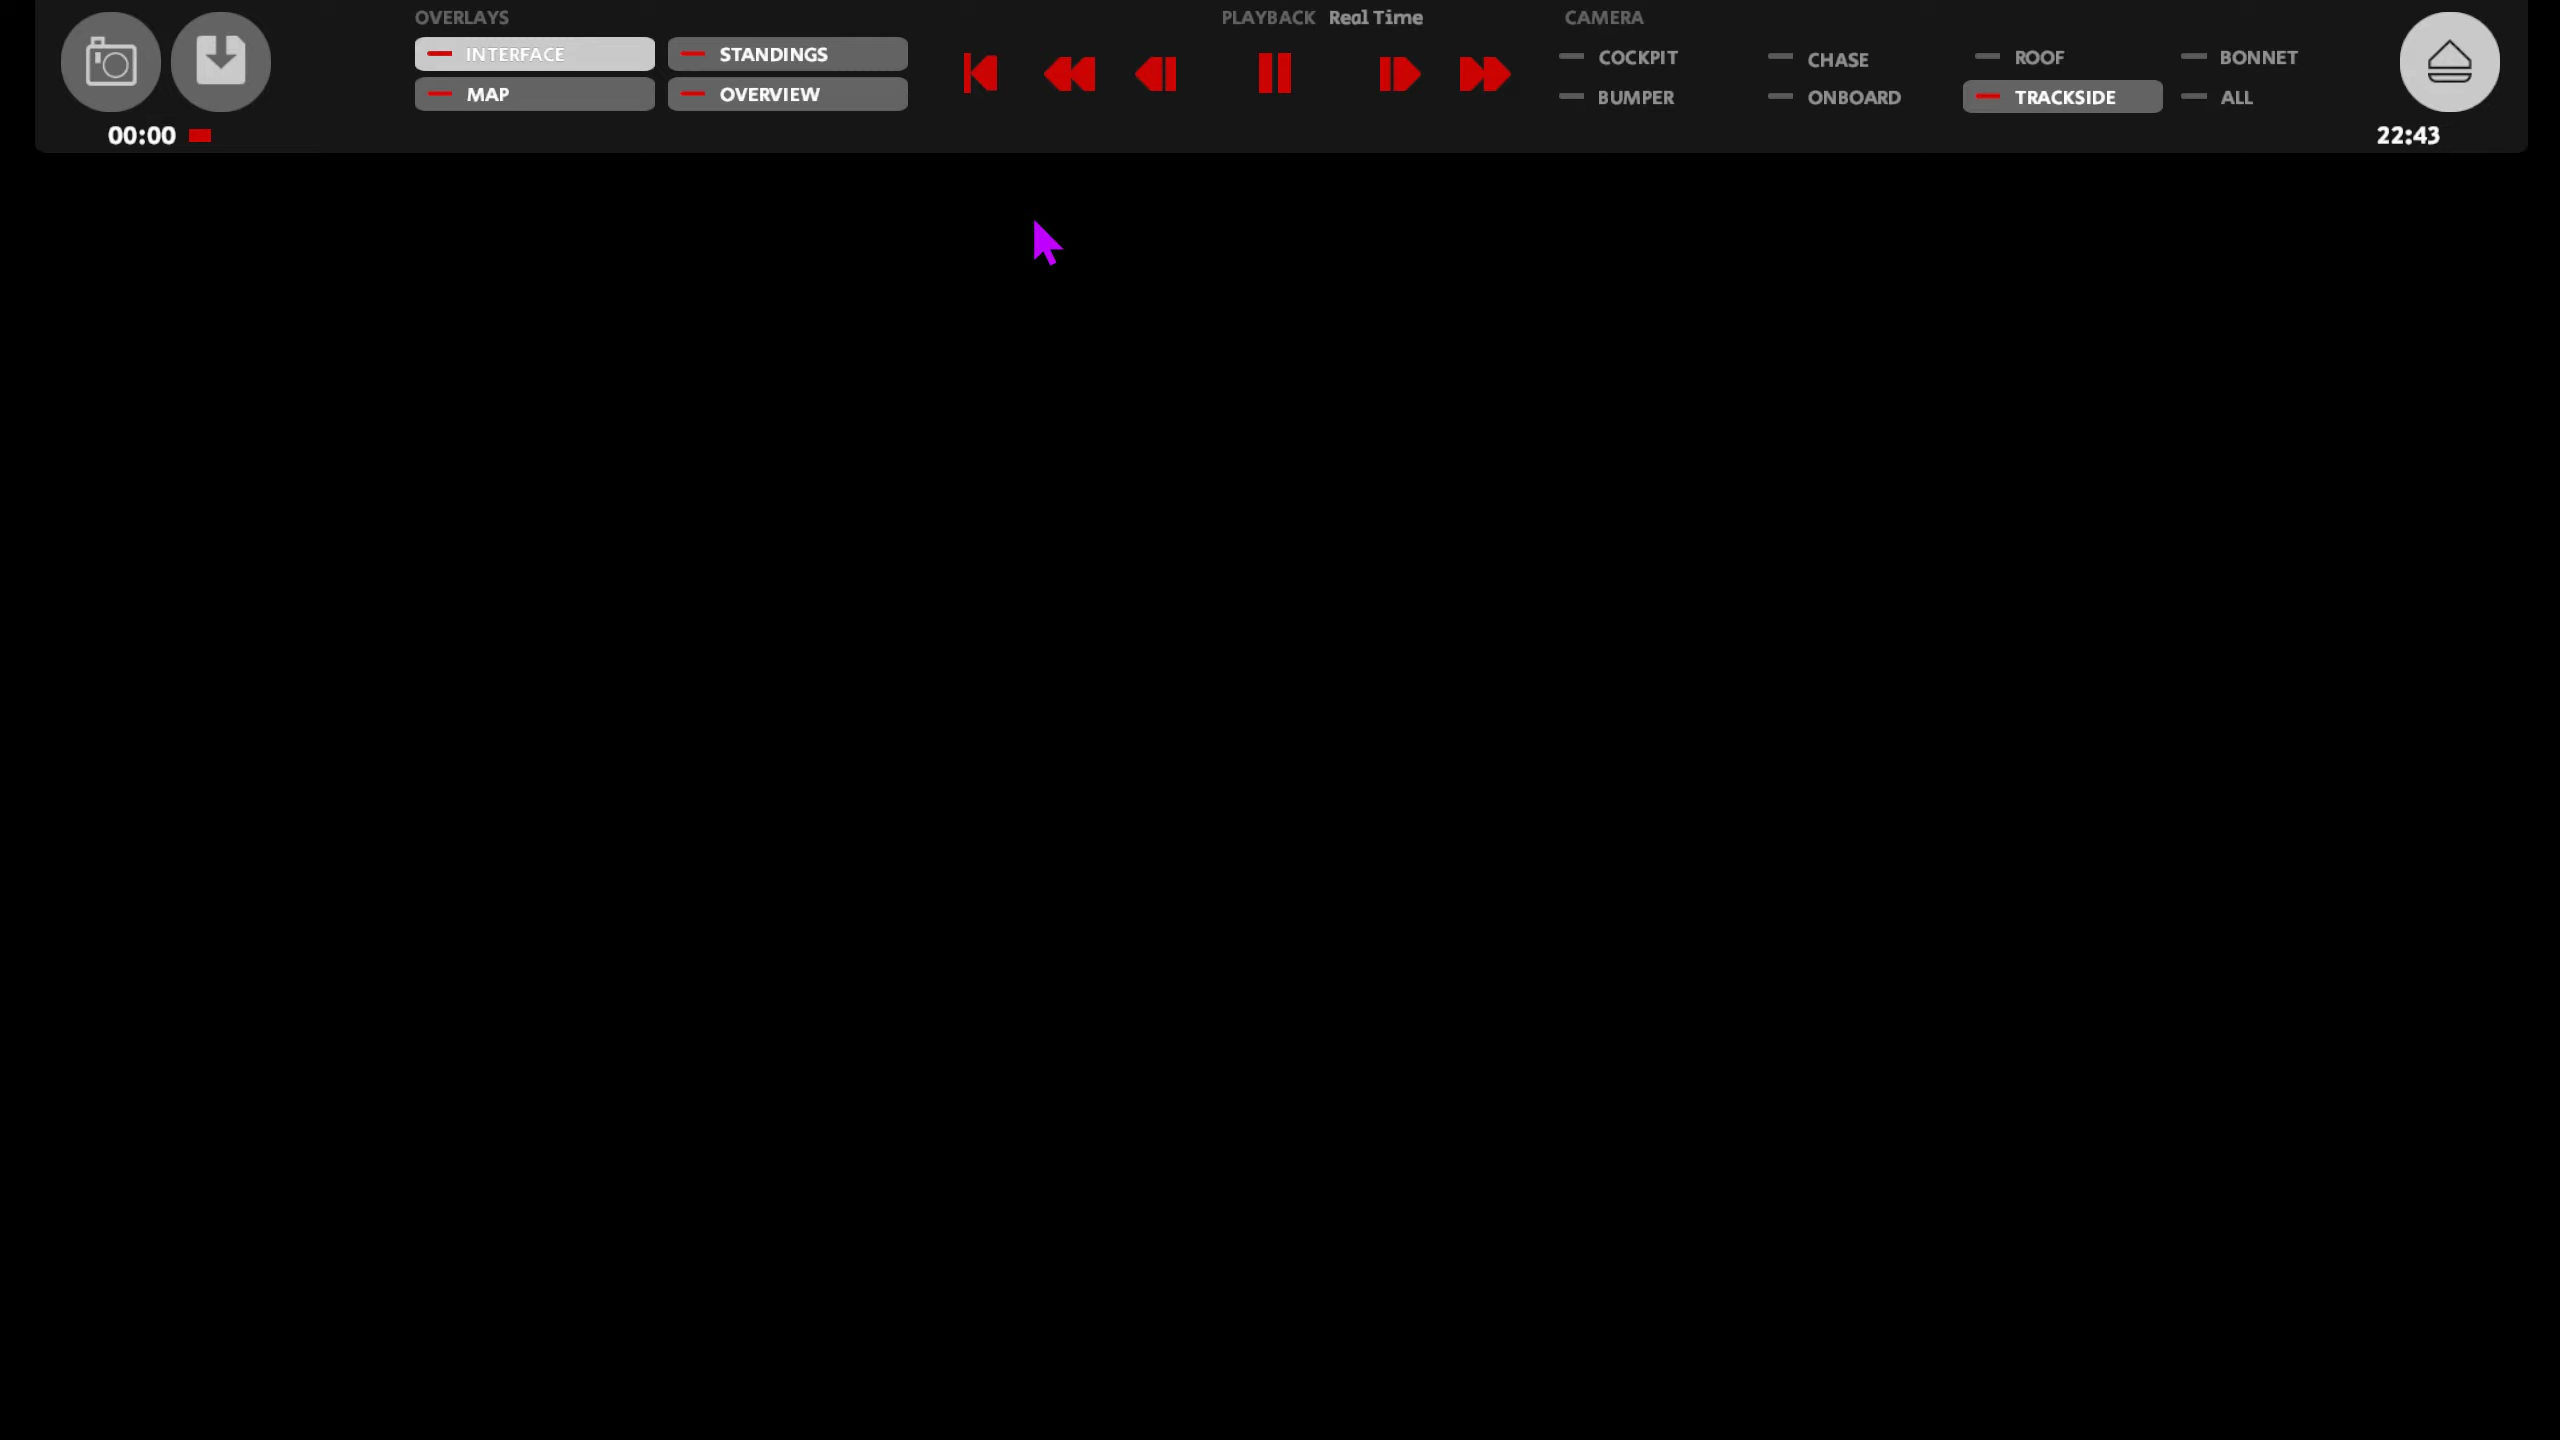 OVERLAYS
INTERFACE
STANDINGS
MAP
OVERVIEW
PLAYBACK Real Time
CAMERA
COCKPIT
CHASE
ROOF
BONNET
BUMPER
ONBOARD
TRACKSIDE
ALL
00:00
22:43